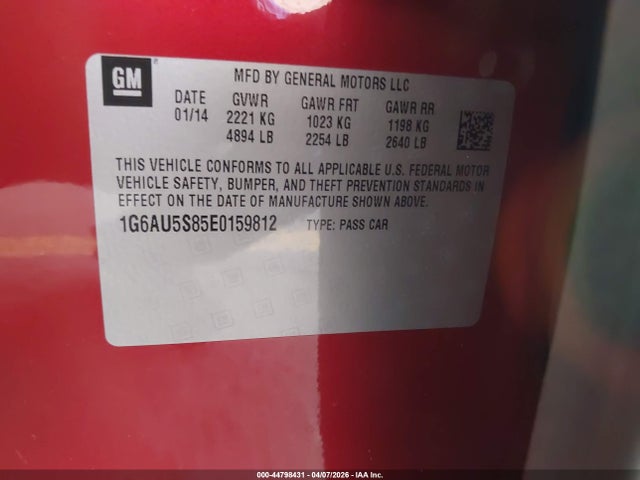 GM
MFD BY GENERAL MOTORS LLC
DATE GVWR GAWR FRT GAWR RR
01/14 2221 KG 1023 KG 1198 KG
4894 LB 2254 LB 2640 LB
THIS VEHICLE CONFORMS TO ALL APPLICABLE U.S. FEDERAL MOTOR
VEHICLE SAFETY, BUMPER, AND THEFT PREVENTION STANDARDS IN
EFFECT ON THE DATE OF MANUFACTURE SHOWN ABOVE.
1G6AU5S85E0159812 TYPE: PASS CAR
000-44798431 - 04/07/2026 - IAA Inc.